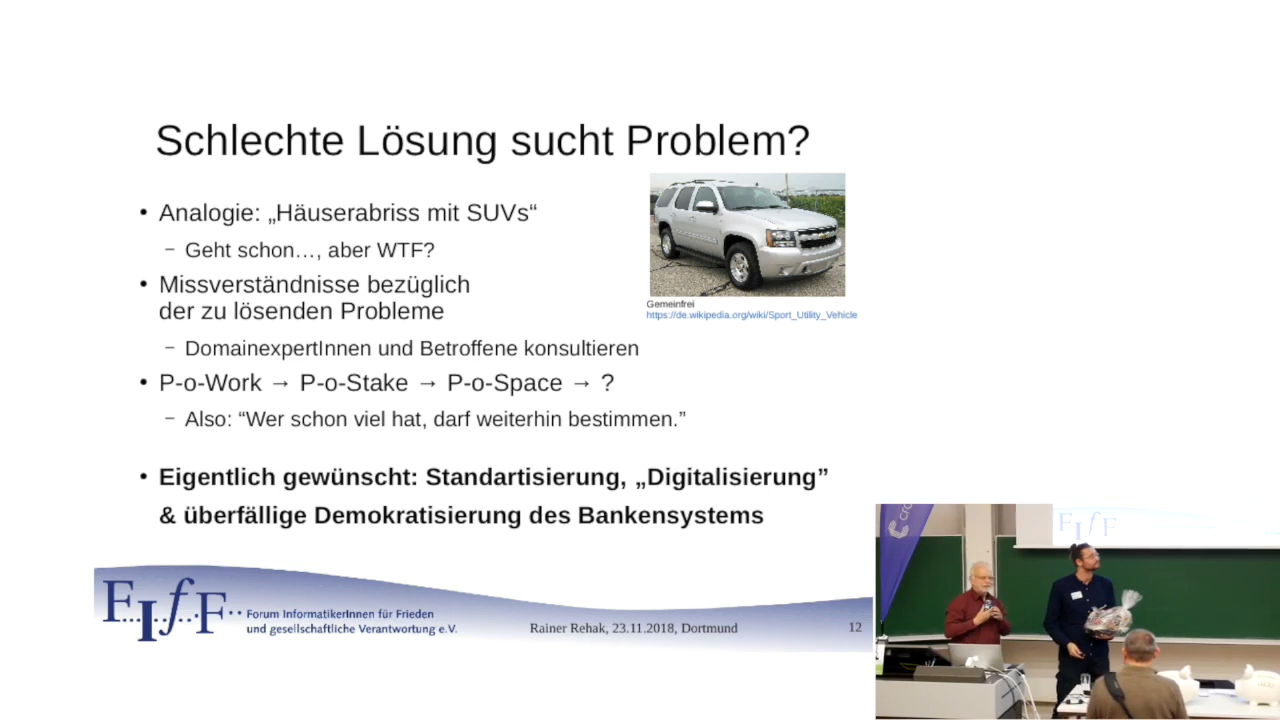 Schlechte Lösung sucht Problem?
• Analogie: „Häuserabriss mit SUVs“
– Geht schon…, aber WTF?
• Missverständnisse bezüglich
der zu lösenden Probleme
– DomainexpertInnen und Betroffene konsultieren
• P-o-Work → P-o-Stake → P-o-Space → ?
– Also: “Wer schon viel hat, darf weiterhin bestimmen.”
• Eigentlich gewünscht: Standartisierung, „Digitalisierung”
& überfällige Demokratisierung des Bankensystems
Gemeinfrei
https://de.wikipedia.org/wiki/Sport_Utility_Vehicle
FIfF
Forum InformatikerInnen für Frieden
und gesellschaftliche Verantwortung e.V.
Rainer Rehak, 23.11.2018, Dortmund
12
FIfF